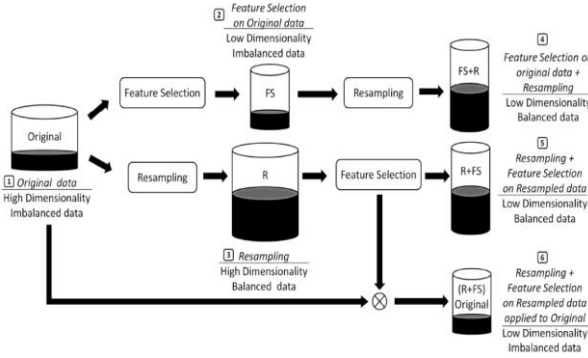 2
Feature Selection
on Original data
Low Dimensionality
Imbalanced data
4
Feature Selection on
original data +
Resampling
Low Dimensionality
Balanced data
Feature Selection
FS
Resampling
FS+R
Original
1 Original data
High Dimensionality
Imbalanced data
Resampling
R
Feature Selection
R+FS
5
Resampling +
Feature Selection
on Resampled data
Low Dimensionality
Balanced data
3 Resampling
High Dimensionality
Balanced data
(R+FS)
Original
6
Resampling +
Feature Selection
on Resampled data
applied to Original
Low Dimensionality
Imbalanced data